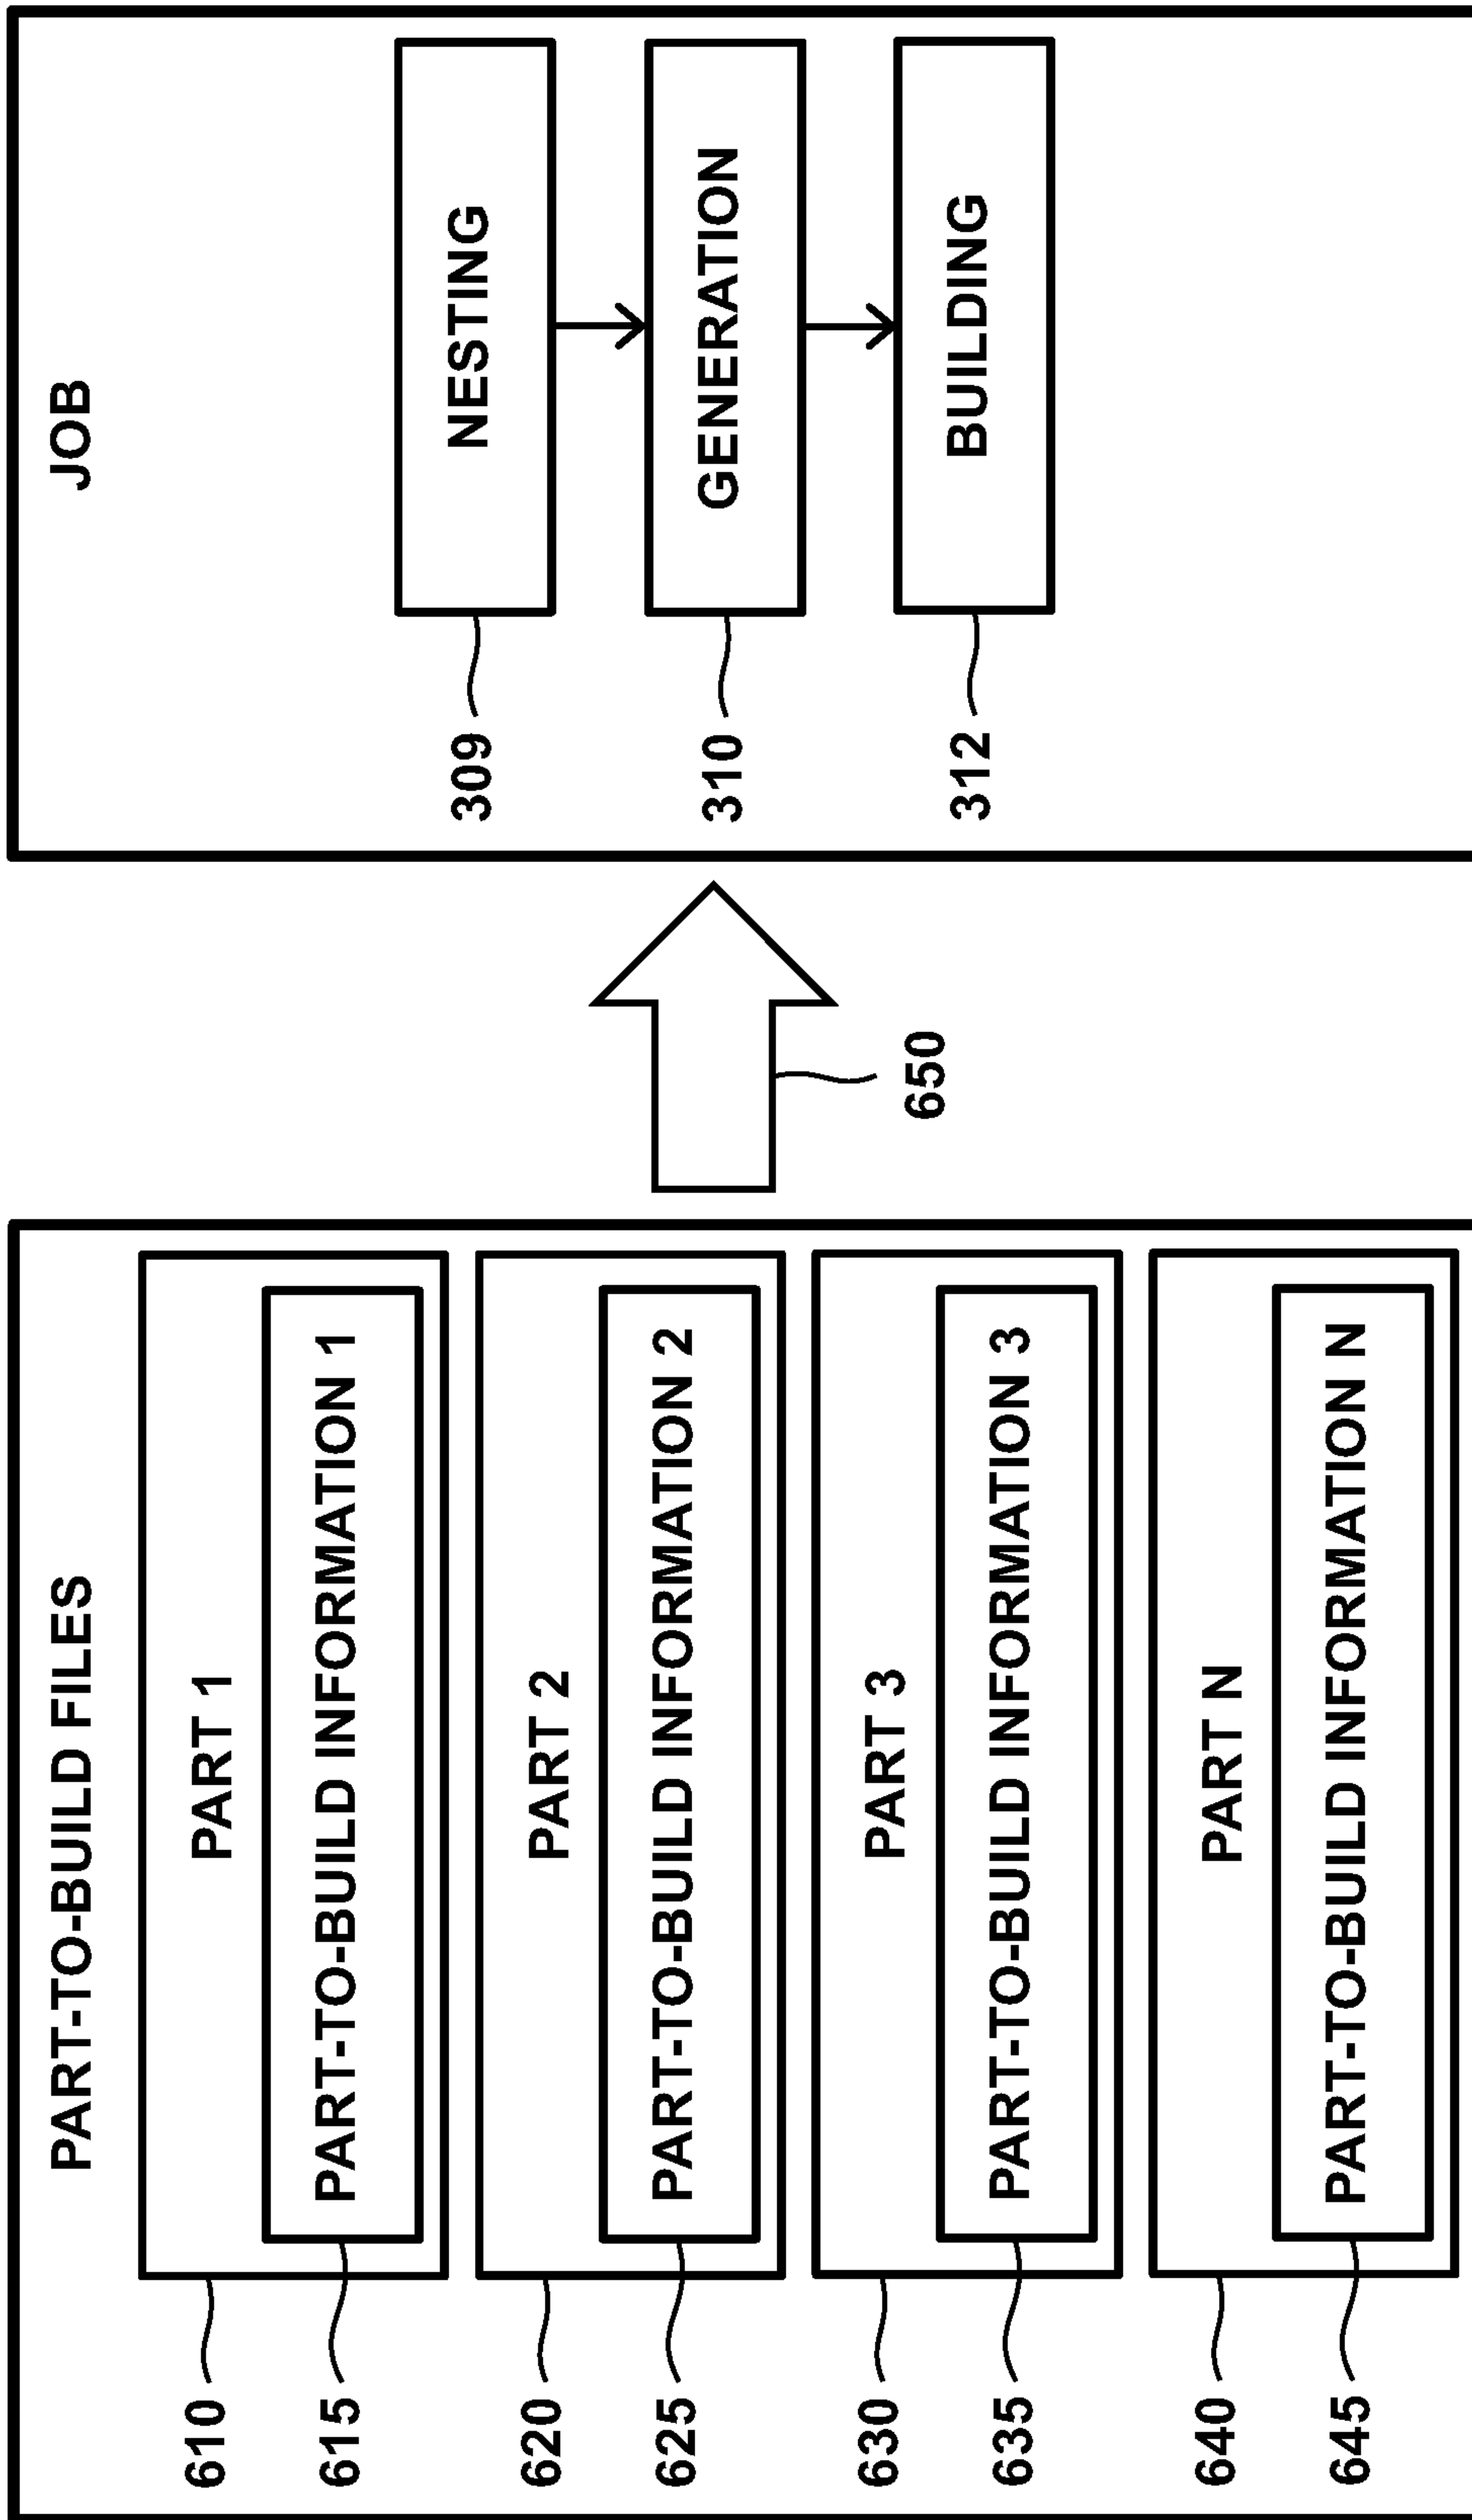 PART-TO-BUILD FILES
610
PART 1
615
PART-TO-BUILD INFORMATION 1
620
PART 2
625
PART-TO-BUILD INFORMATION 2
630
PART 3
635
PART-TO-BUILD INFORMATION 3
640
PART N
645
PART-TO-BUILD INFORMATION N
650
JOB
309
NESTING
310
GENERATION
312
BUILDING